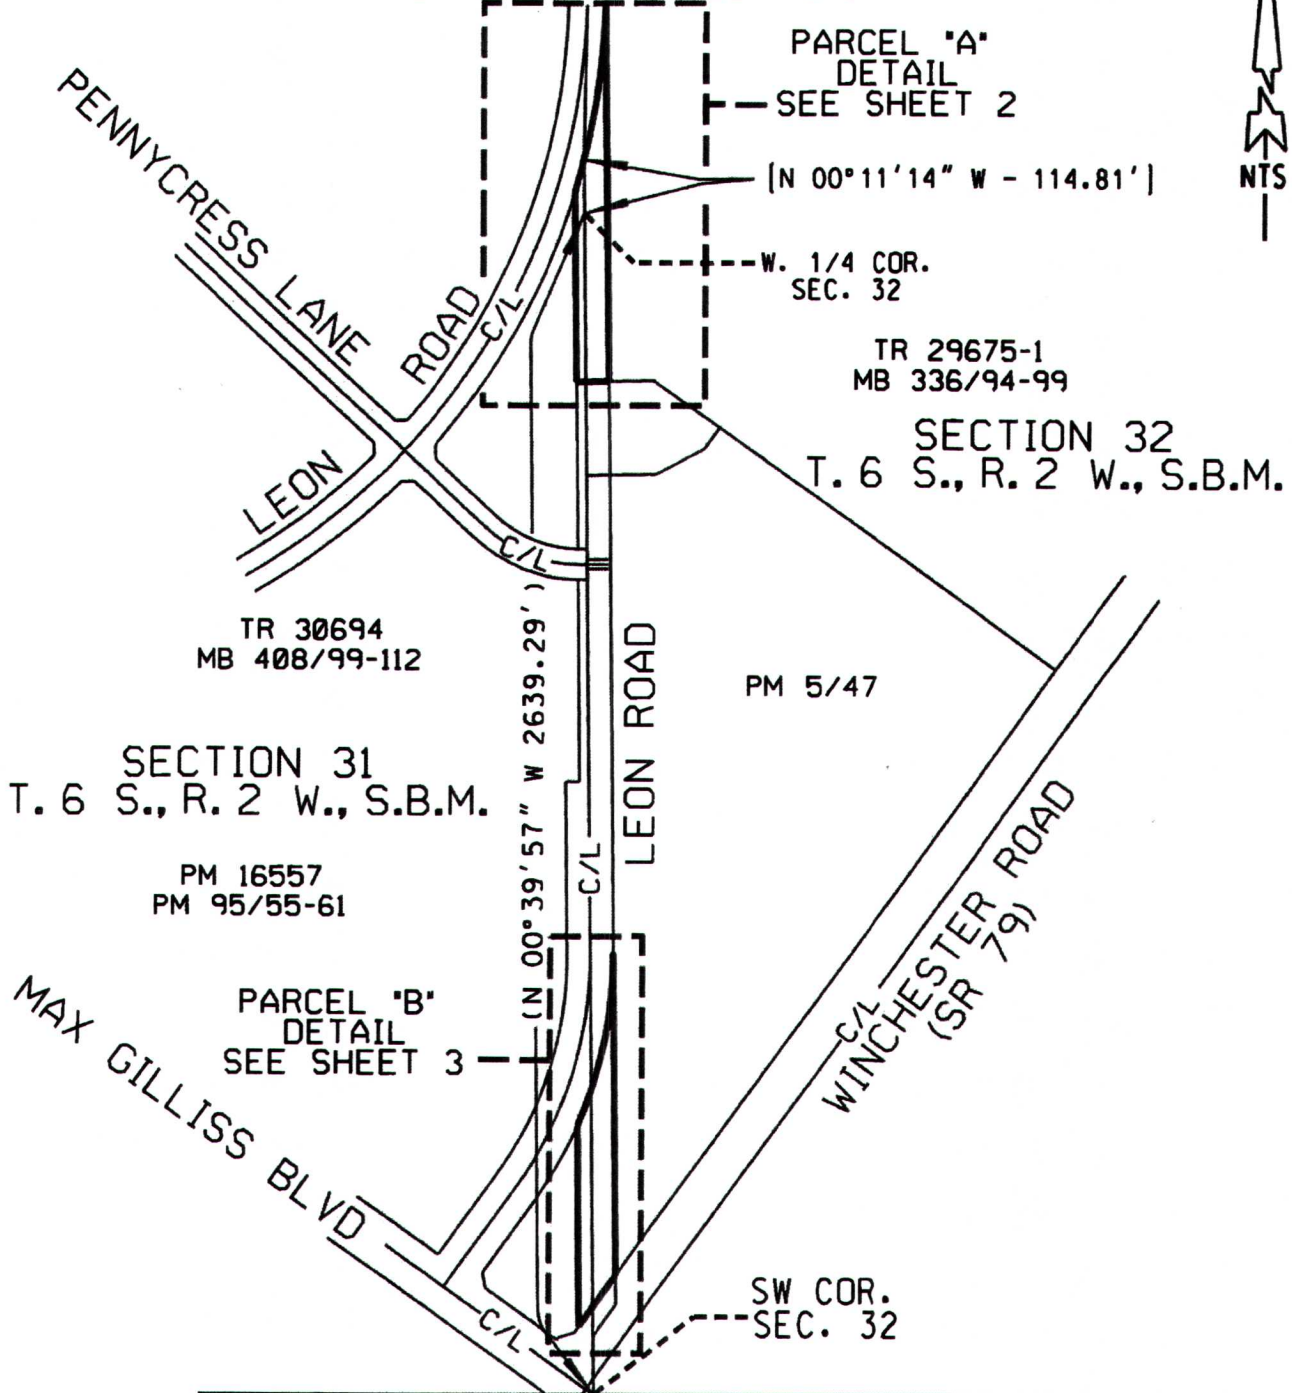 PARCEL "A"
DETAIL
SEE SHEET 2
NTS
[N 00°11'14" W - 114.81']
W. 1/4 COR.
SEC. 32
PENNYCRESS LANE
LEON ROAD
C/L
TR 29675-1
MB 336/94-99
SECTION 32
T. 6 S., R. 2 W., S.B.M.
C/L
TR 30694
MB 408/99-112
(N 00°39'57" W 2639.29')
LEON ROAD
PM 5/47
SECTION 31
T. 6 S., R. 2 W., S.B.M.
C/L
PM 16557
PM 95/55-61
WINCHESTER ROAD
(SR 79)
C/L
PARCEL "B"
DETAIL
SEE SHEET 3
MAX GILLISS BLVD
C/L
SW COR.
SEC. 32